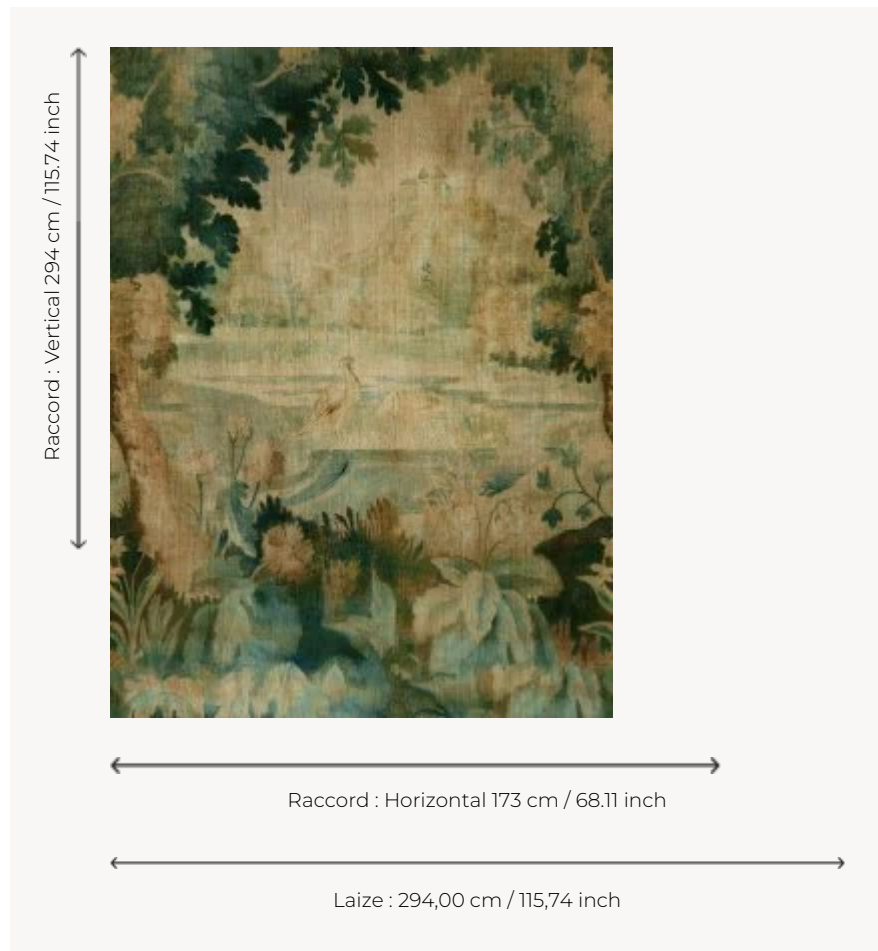 Raccord : Vertical 294 cm / 115.74 inch
Raccord : Horizontal 173 cm / 68.11 inch
Laize : 294,00 cm / 115,74 inch